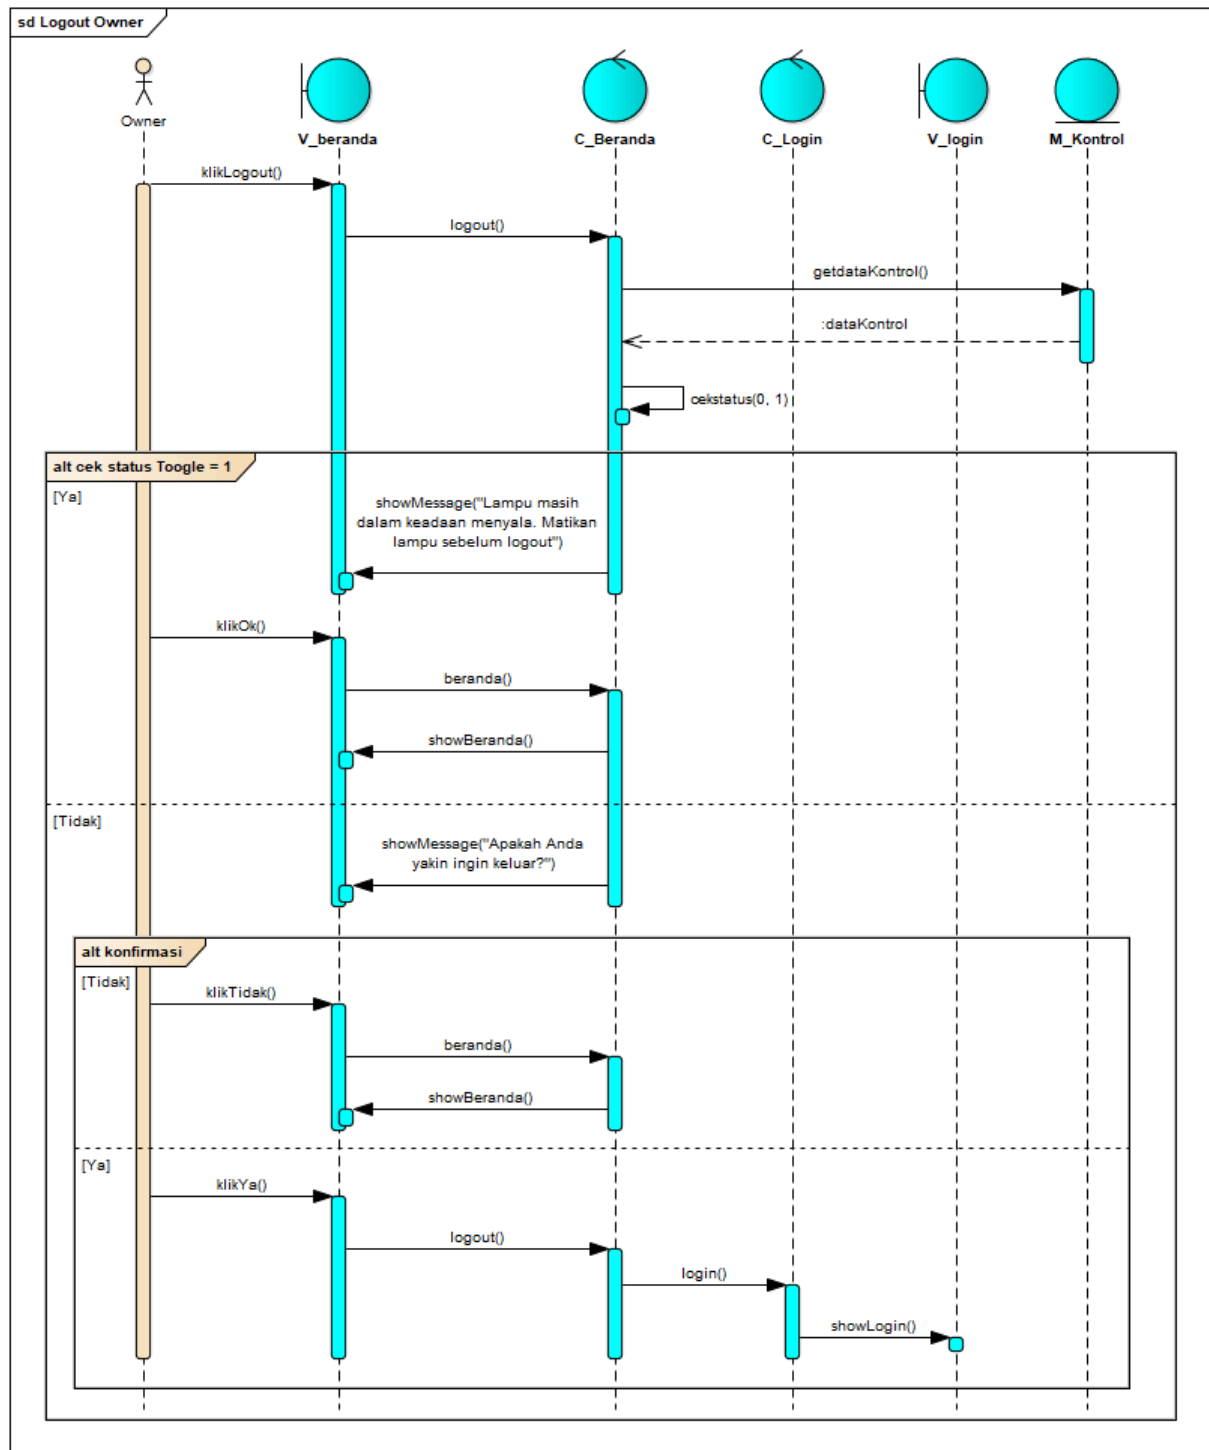 sd Logout Owner
Owner
V_beranda
C_Beranda
C_Login
V_login
M_Kontrol
klikLogout()
logout()
getdataKontrol()
:dataKontrol
cekstatus(0, 1)
alt cek status Toogle = 1
[Ya]
showMessage("Lampu masih
dalam keadaan menyala. Matikan
lampu sebelum logout")
klikOk()
beranda()
showBeranda()
[Tidak]
showMessage("Apakah Anda
yakin ingin keluar?")
alt konfirmasi
[Tidak]
klikTidak()
beranda()
showBeranda()
[Ya]
klikYa()
logout()
login()
showLogin()